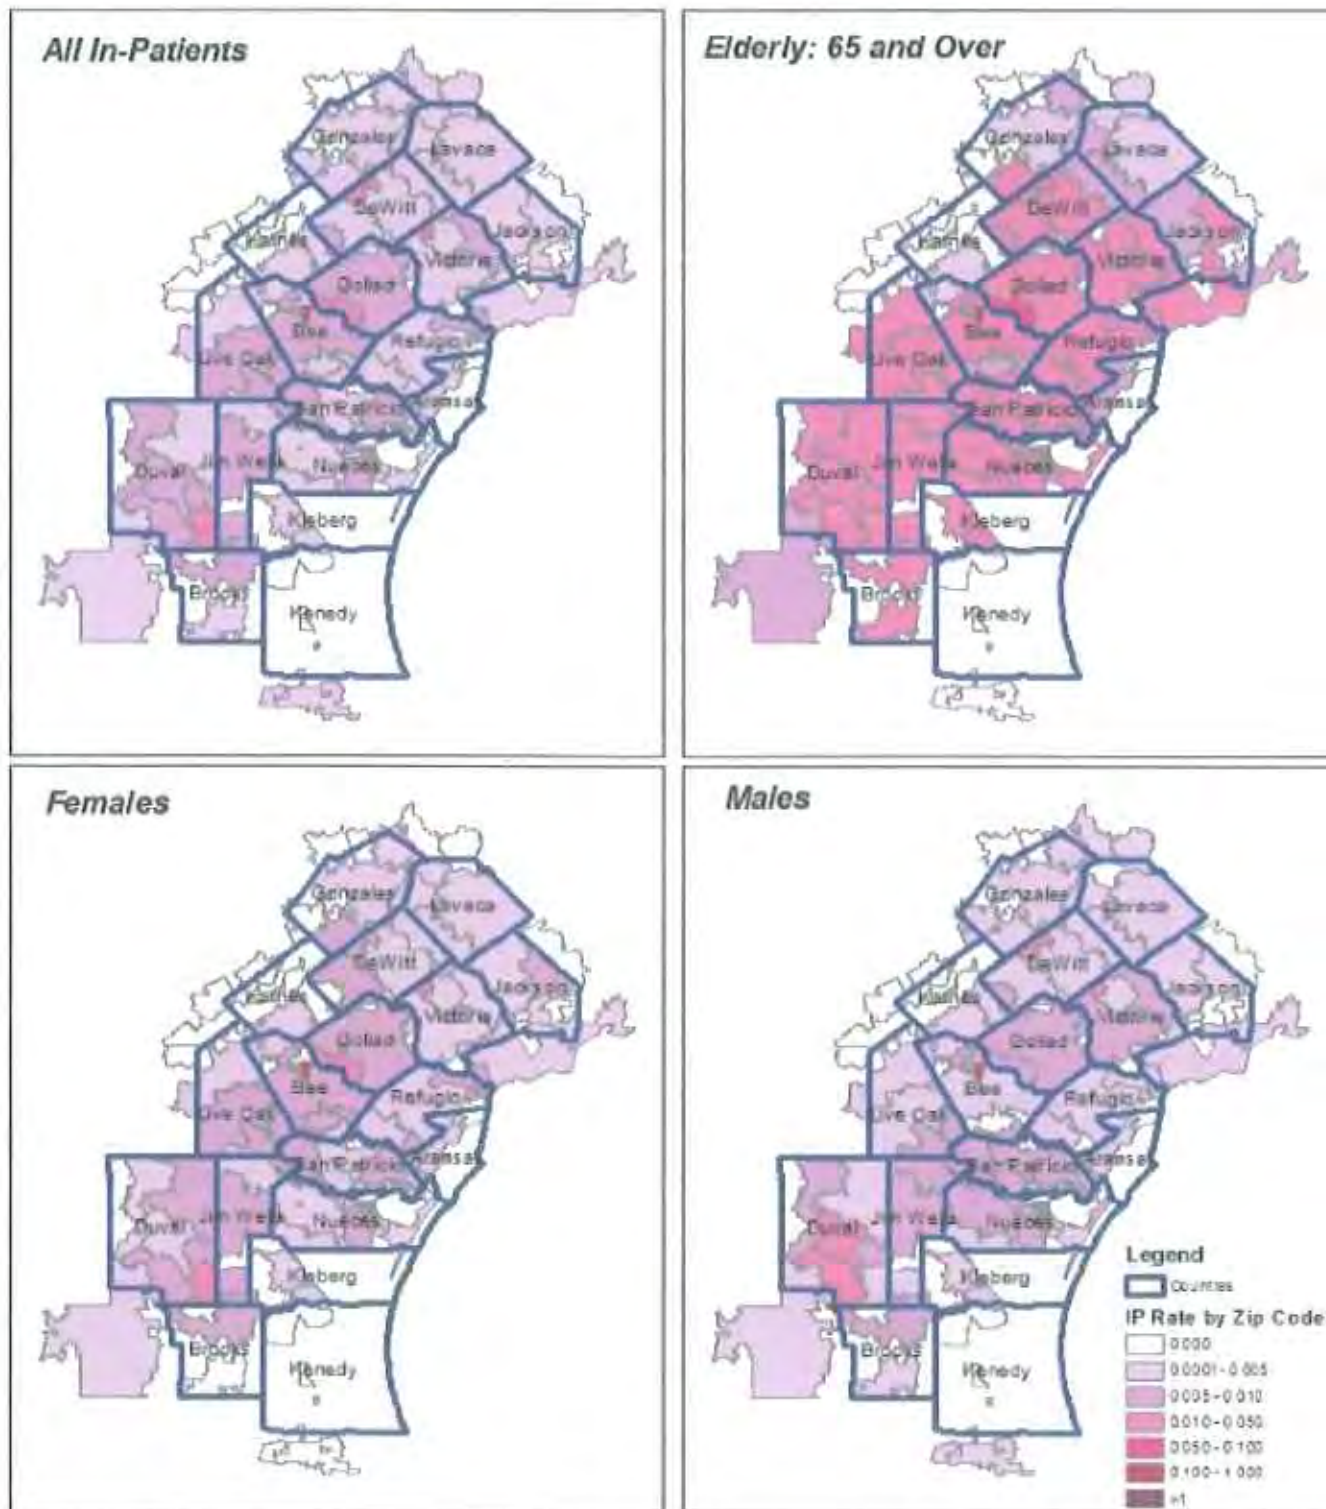 All In-Patients
Gonzales
Lavaca
DeWitt
Karnes
Jackson
Victoria
Goliad
Bee
Refugio
Live Oak
San Patricio
Aransas
Duval
Jim Wells
Nueces
Kleberg
Brooks
Kenedy
Elderly: 65 and Over
Gonzales
Lavaca
DeWitt
Karnes
Jackson
Victoria
Goliad
Bee
Refugio
Live Oak
San Patricio
Aransas
Duval
Jim Wells
Nueces
Kleberg
Brooks
Kenedy
Females
Gonzales
Lavaca
DeWitt
Karnes
Jackson
Victoria
Goliad
Bee
Refugio
Live Oak
San Patricio
Aransas
Duval
Jim Wells
Nueces
Kleberg
Brooks
Kenedy
Males
Gonzales
Lavaca
DeWitt
Karnes
Jackson
Victoria
Goliad
Bee
Refugio
Live Oak
San Patricio
Aransas
Duval
Jim Wells
Nueces
Kleberg
Brooks
Kenedy
Legend
Counties
IP Rate by Zip Code
0.000
0.0001 - 0.005
0.005 - 0.010
0.010 - 0.050
0.050 - 0.100
0.100 - 1.000